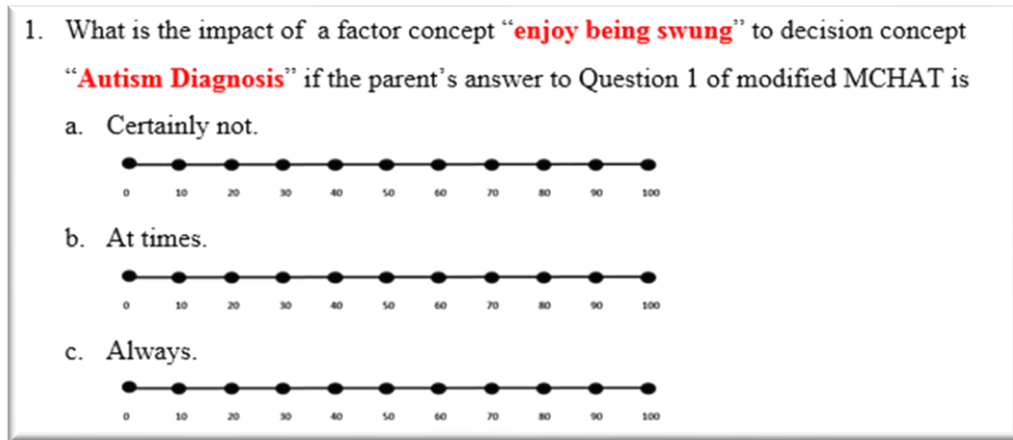 1. What is the impact of a factor concept “enjoy being swung” to decision concept
“Autism Diagnosis” if the parent’s answer to Question 1 of modified MCHAT is
a. Certainly not.
0 10 20 30 40 50 60 70 80 90 100
b. At times.
0 10 20 30 40 50 60 70 80 90 100
c. Always.
0 10 20 30 40 50 60 70 80 90 100